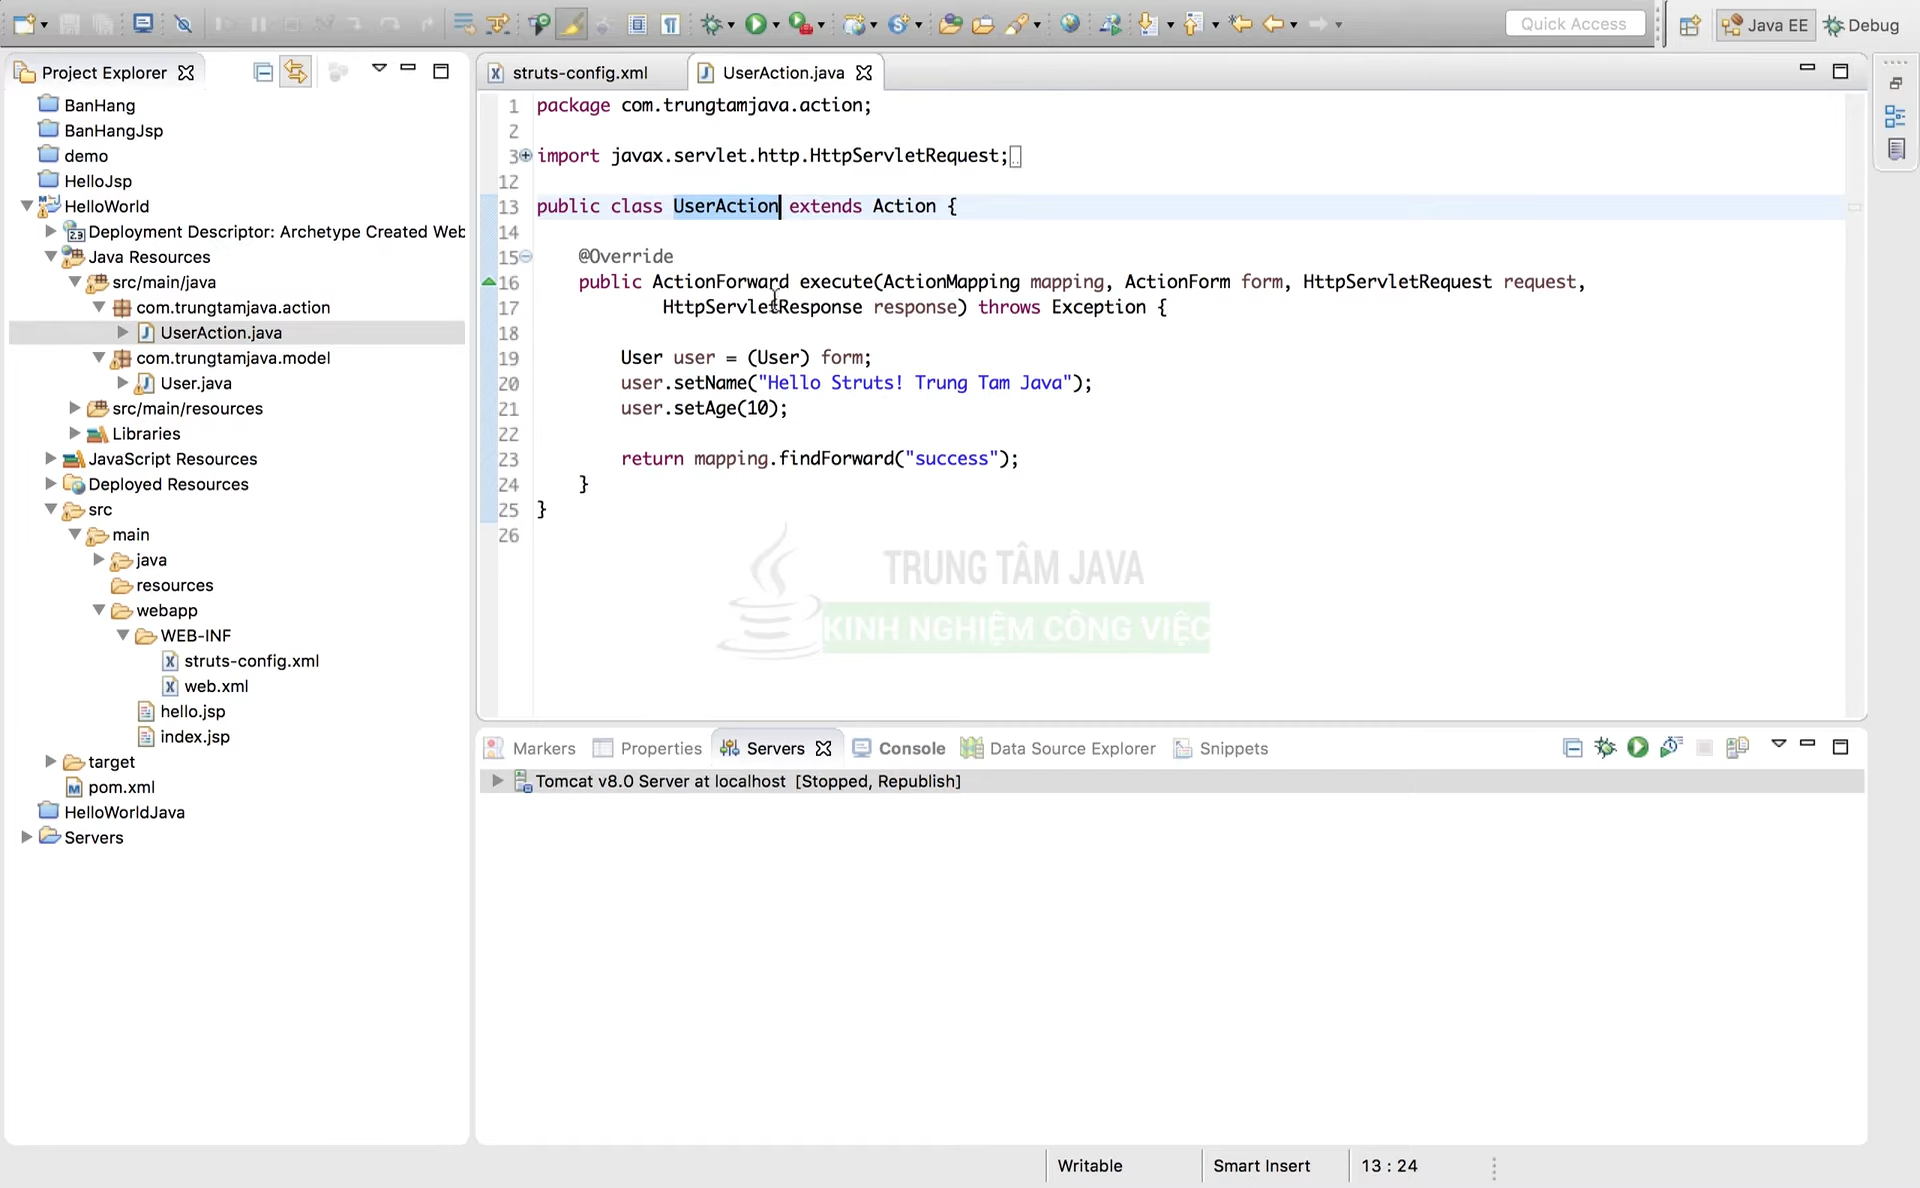 Quick Access
Java EE
Debug
Project Explorer
struts-config.xml
UserAction.java
BanHang
BanHangJsp
demo
HelloJsp
HelloWorld
Deployment Descriptor: Archetype Created Web
Java Resources
src/main/java
com.trungtamjava.action
UserAction.java
com.trungtamjava.model
User.java
src/main/resources
Libraries
JavaScript Resources
Deployed Resources
src
main
java
resources
webapp
WEB-INF
struts-config.xml
web.xml
hello.jsp
index.jsp
target
pom.xml
HelloWorldJava
Servers
1 package com.trungtamjava.action;
2
3 import javax.servlet.http.HttpServletRequest;
12
13 public class UserAction extends Action {
14
15 @Override
16 public ActionForward execute(ActionMapping mapping, ActionForm form, HttpServletRequest request,
17 HttpServletResponse response) throws Exception {
18
19 User user = (User) form;
20 user.setName("Hello Struts! Trung Tam Java");
21 user.setAge(10);
22
23 return mapping.findForward("success");
24 }
25 }
26
TRUNG TÂM JAVA
KINH NGHIỆM CÔNG VIỆC
Markers
Properties
Servers
Console
Data Source Explorer
Snippets
Tomcat v8.0 Server at localhost [Stopped, Republish]
Writable
Smart Insert
13 : 24